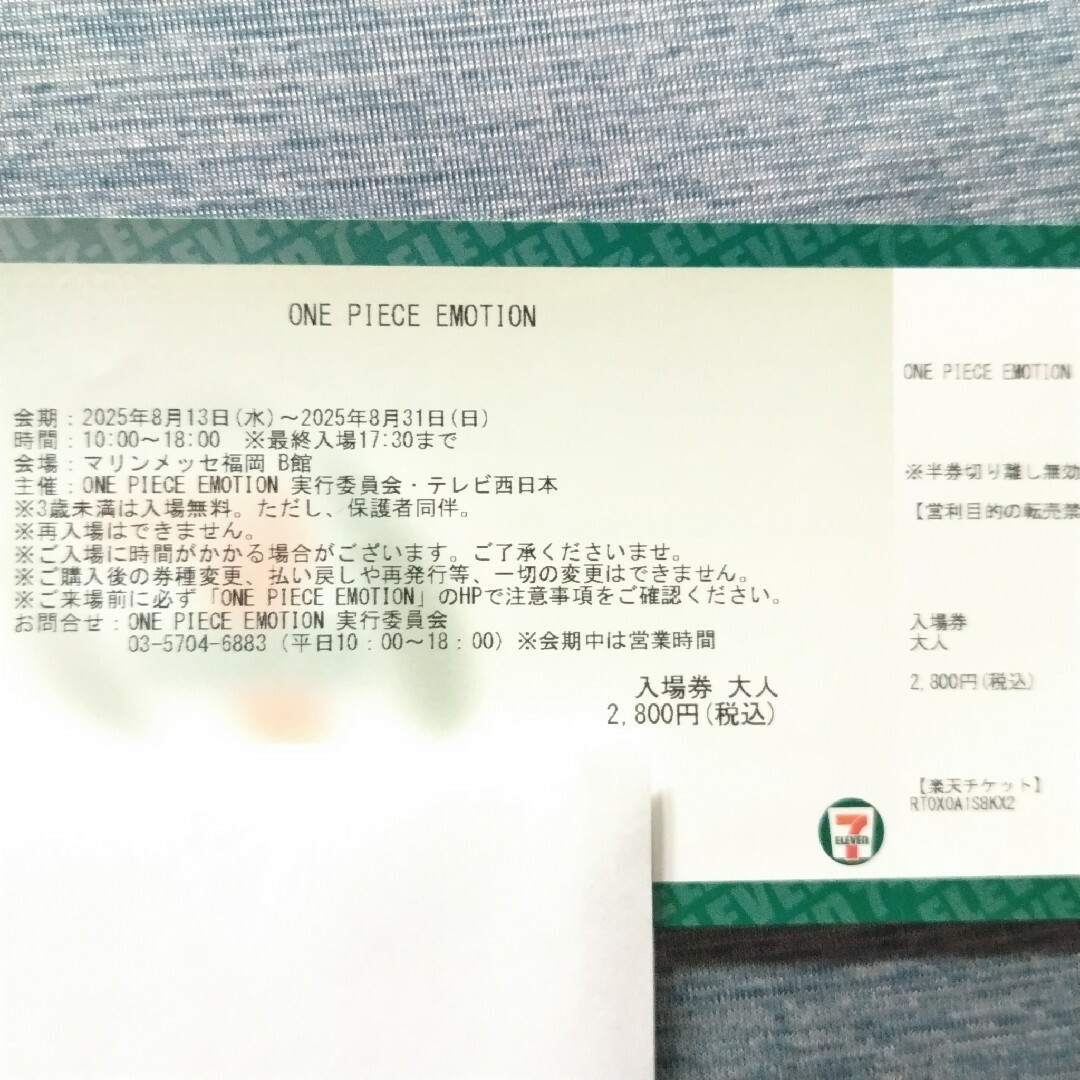 ONE PIECE EMOTION
会期：2025年8月13日(水)～2025年8月31日(日)
時間：10:00～18:00　※最終入場17:30まで
会場：マリンメッセ福岡 B館
主催：ONE PIECE EMOTION 実行委員会・テレビ西日本
※3歳未満は入場無料。ただし、保護者同伴。
※再入場はできません。
※ご入場に時間がかかる場合がございます。ご了承くださいませ。
※ご購入後の券種変更、払い戻しや再発行等、一切の変更はできません。
※ご来場前に必ず「ONE PIECE EMOTION」のHPで注意事項をご確認ください。
お問合せ：ONE PIECE EMOTION 実行委員会
03-5704-6883（平日10：00～18：00）※会期中は営業時間
入場券 大人
2,800円(税込)
ONE PIECE EMOTION
※半券切り離し無効
【営利目的の転売禁
入場券
大人
2,800円(税込)
【楽天チケット】
RT0X0A1S8KX2
7
ELEVEN
7-ELEVEN